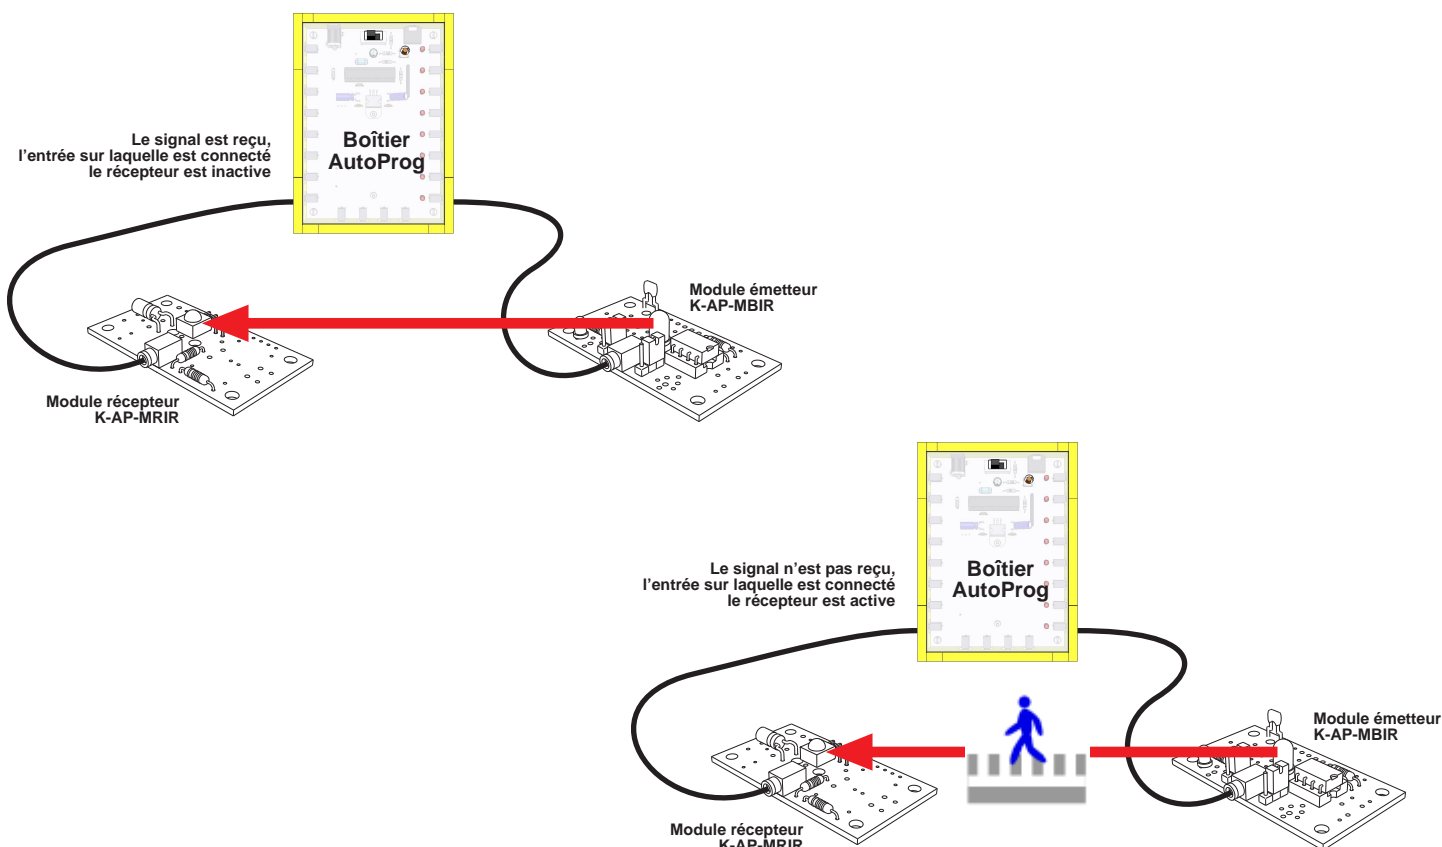 Le signal est reçu,
l'entrée sur laquelle est connecté
le récepteur est inactive
Boîtier
AutoProg
Module émetteur
K-AP-MBIR
Module récepteur
K-AP-MRIR
Le signal n'est pas reçu,
l'entrée sur laquelle est connecté
le récepteur est active
Boîtier
AutoProg
Module émetteur
K-AP-MBIR
Module récepteur
K-AP-MRIR